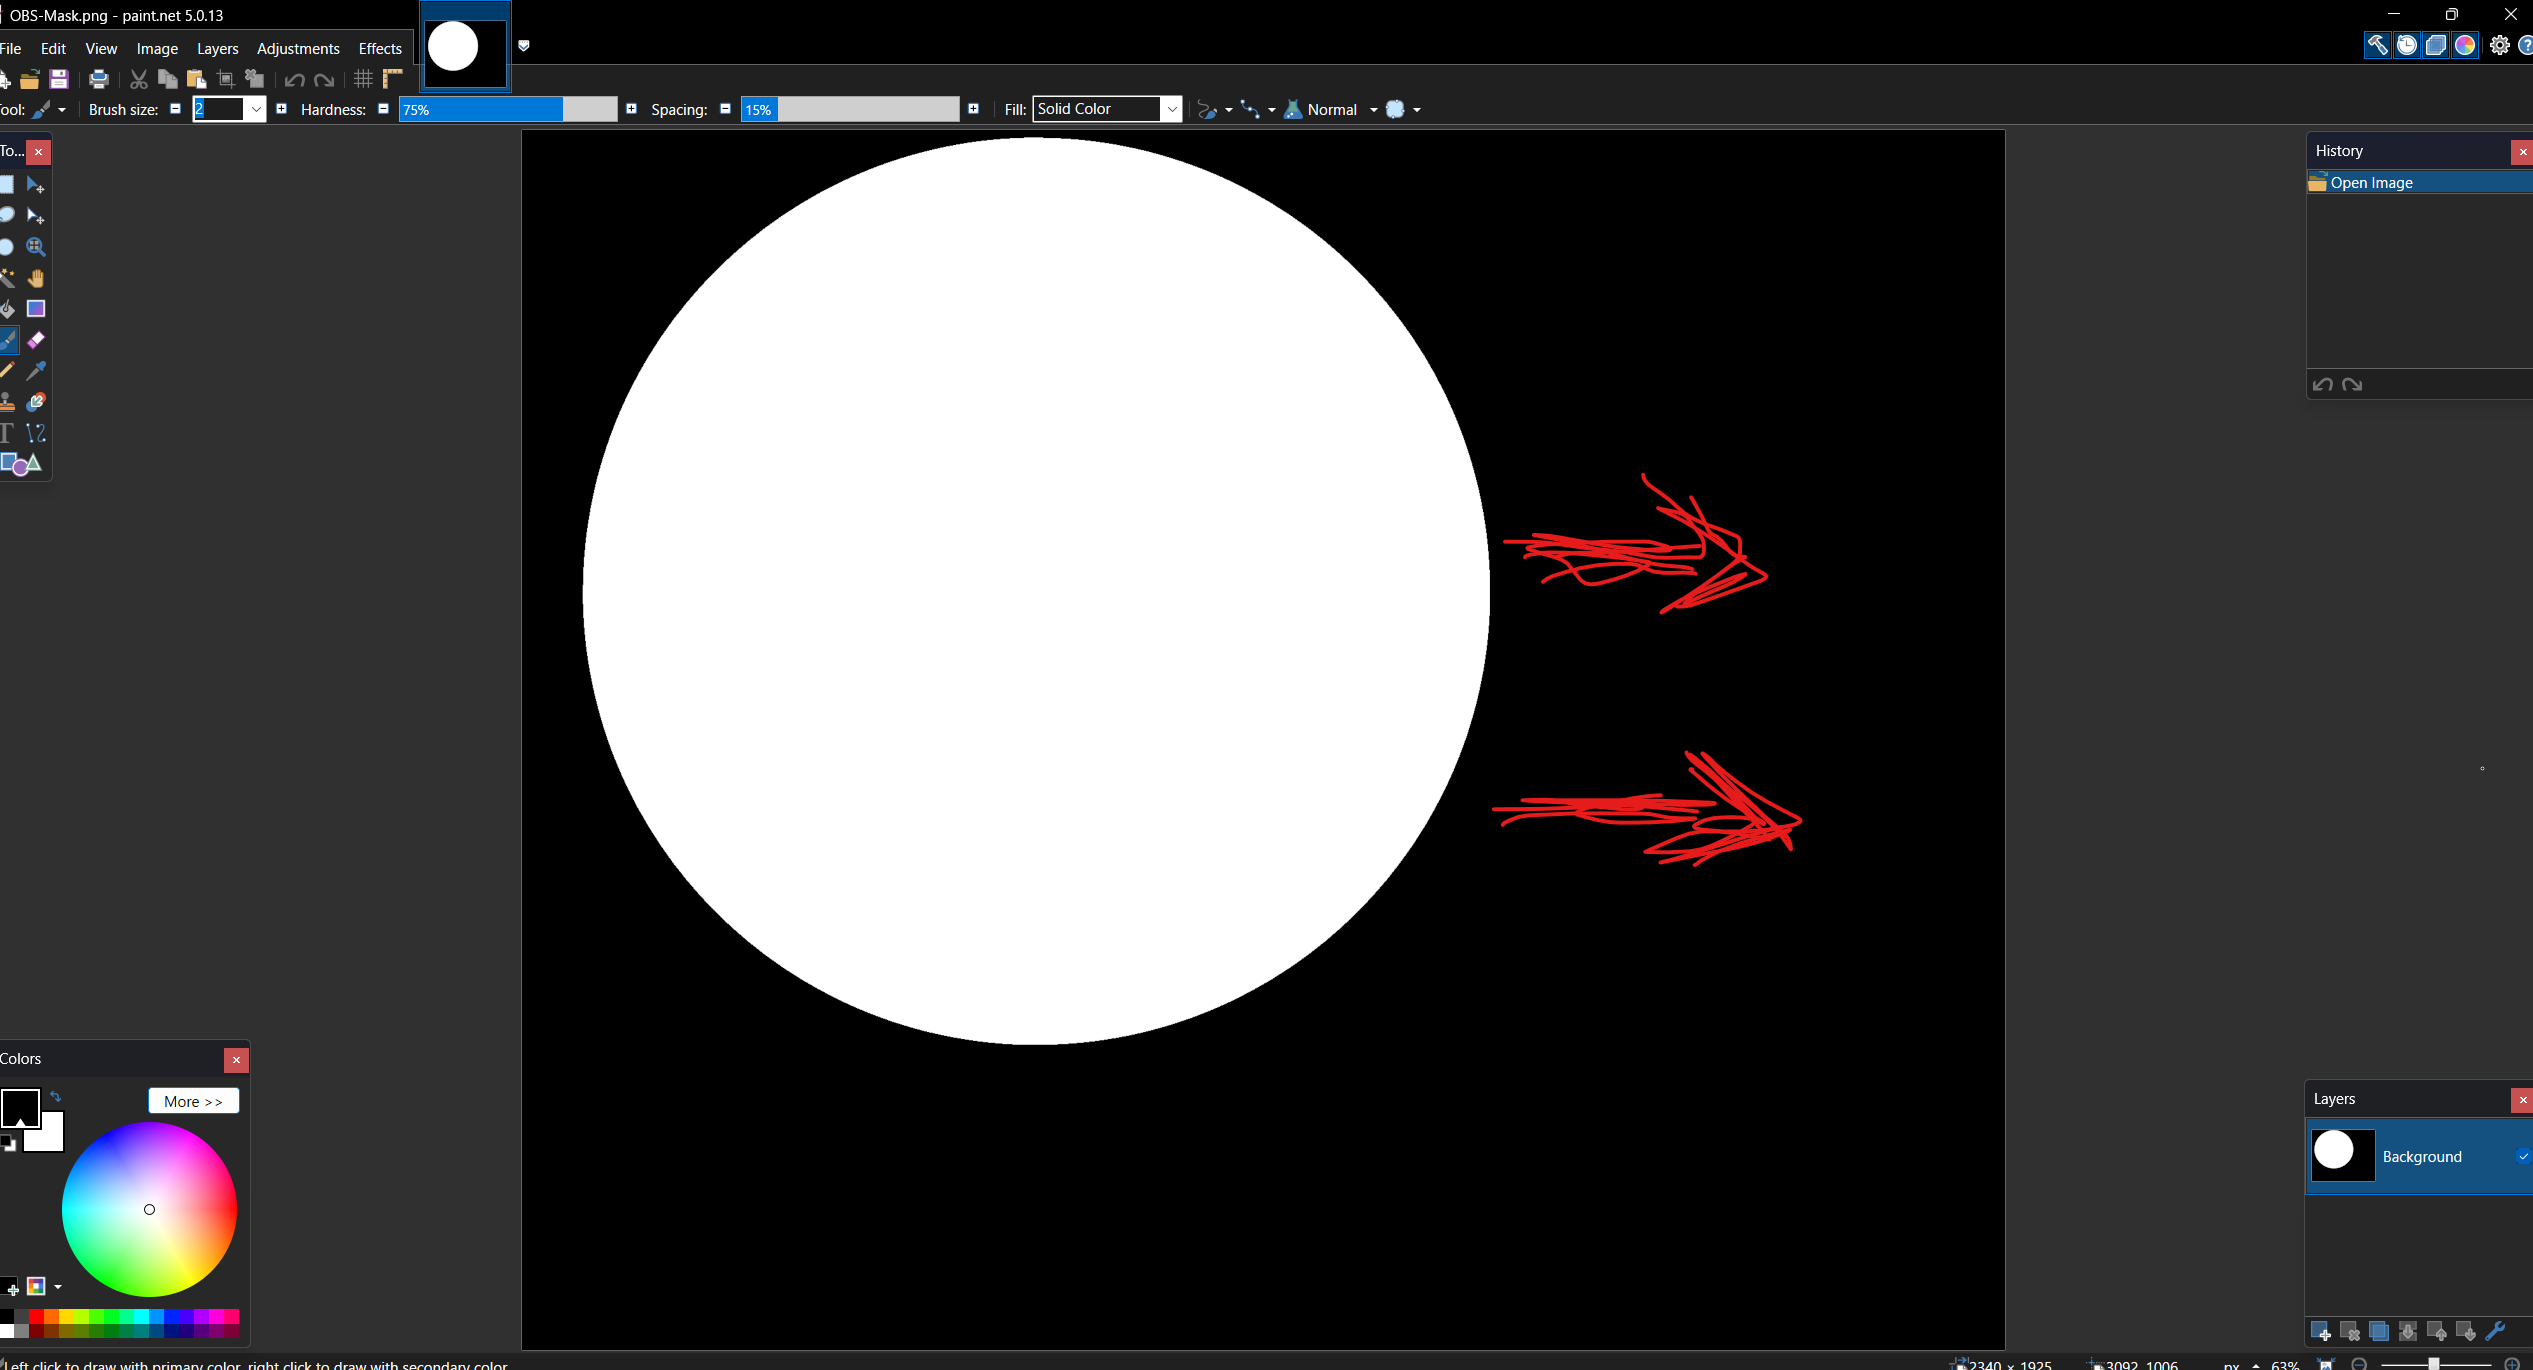 OBS-Mask.png - paint.net 5.0.13
File Edit View Image Layers Adjustments Effects
Tool: Brush size: 2 Hardness: 75% Spacing: 15% Fill: Solid Color Normal
To...
History
Open Image
Colors
More >>
Layers
Background
Left click to draw with primary color, right click to draw with secondary color
2340 × 1925 3092, 1006 px 63%